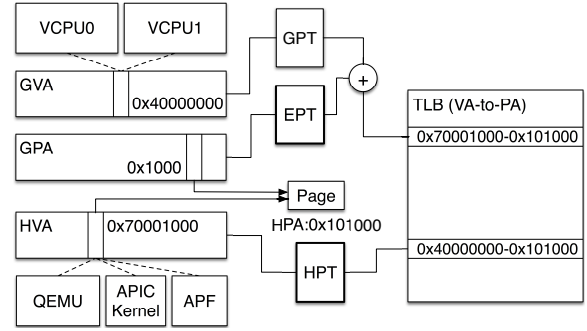 VCPU0
VCPU1
GPT
GVA
0x40000000
+
TLB (VA-to-PA)
EPT
0x70001000-0x101000
GPA
0x1000
Page
HVA
0x70001000
HPA:0x101000
0x40000000-0x101000
HPT
QEMU
APIC
Kernel
APF